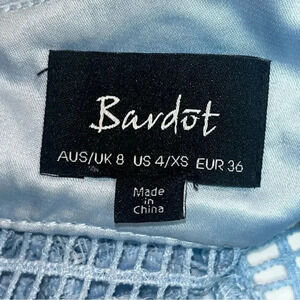 Bardot
AUS/UK 8 US 4/XS EUR 36
Made
in
China